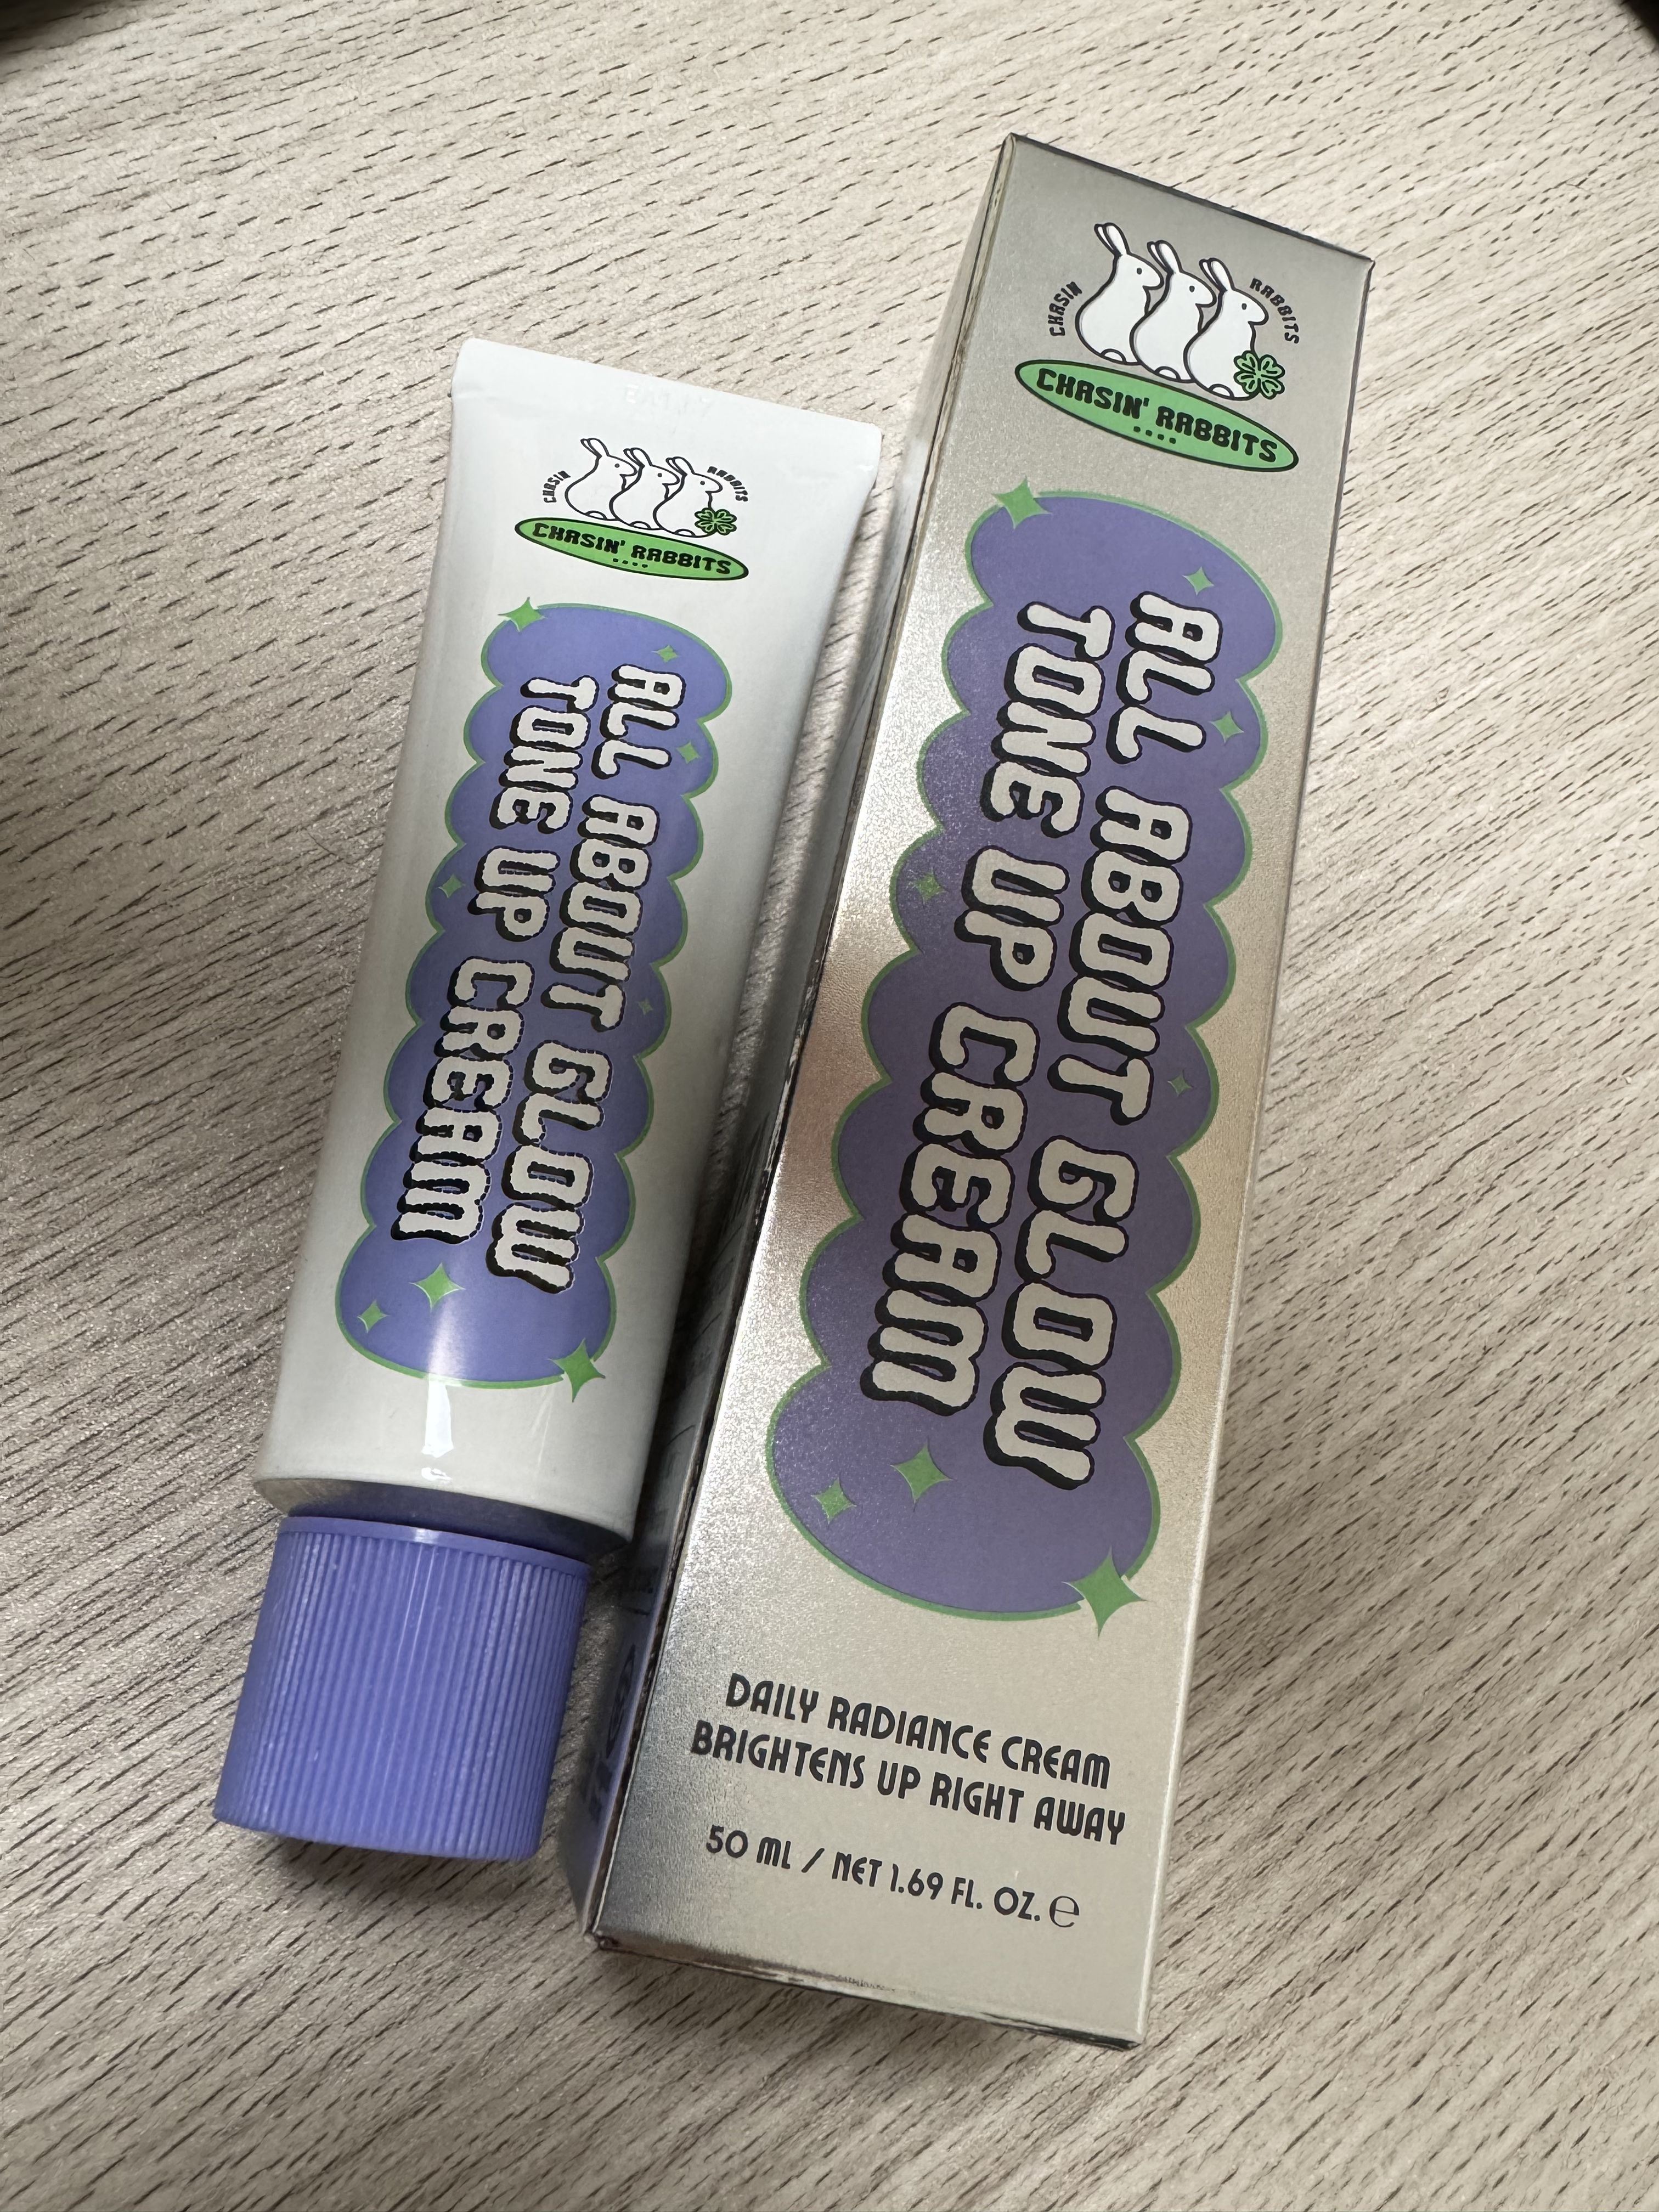 CHASIN RABBITS
CHASIN' RABBITS
ALL ABOUT GLOW
TONE UP CREAM
CHASIN RABBITS
CHASIN' RABBITS
ALL ABOUT GLOW
TONE UP CREAM
DAILY RADIANCE CREAM
BRIGHTENS UP RIGHT AWAY
50 ML / NET 1.69 FL. OZ. ℮